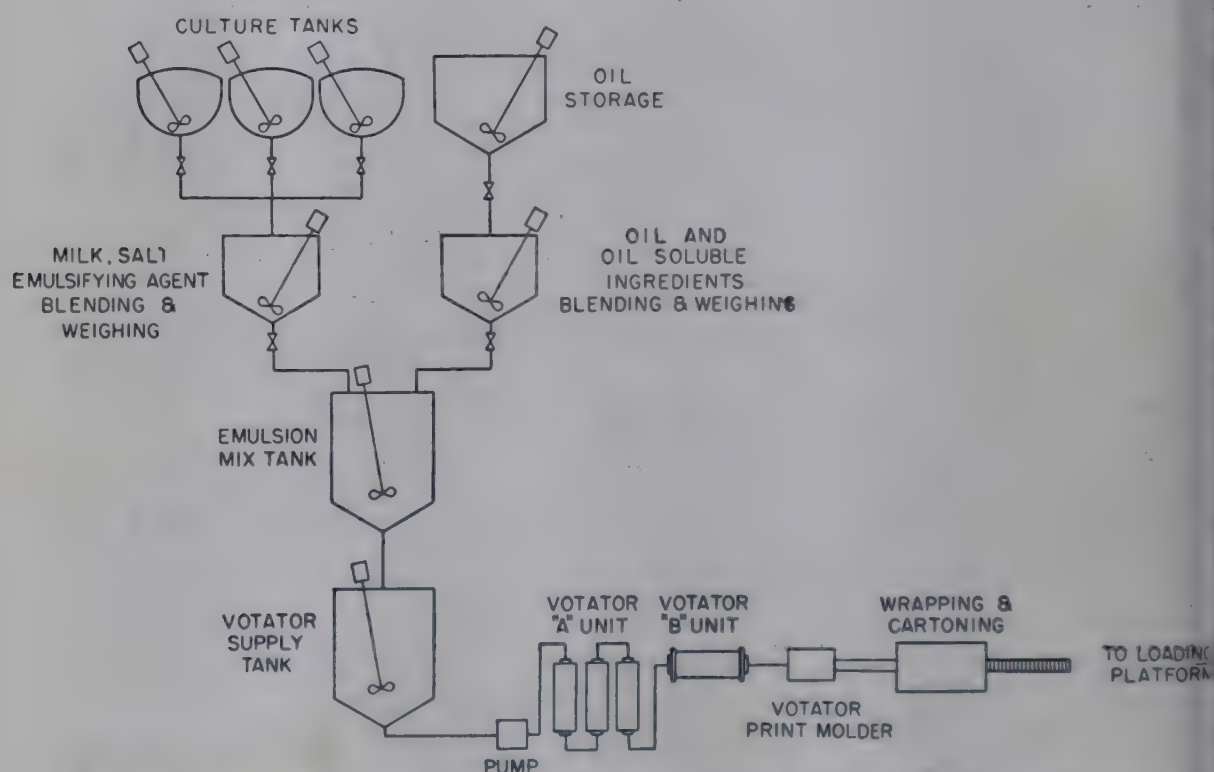 CULTURE TANKS
OIL
STORAGE
MILK, SALT
EMULSIFYING AGENT
BLENDING &
WEIGHING
OIL AND
OIL SOLUBLE
INGREDIENTS
BLENDING & WEIGHING
EMULSION
MIX TANK
VOTATOR
SUPPLY
TANK
PUMP
VOTATOR
"A" UNIT
VOTATOR
"B" UNIT
VOTATOR
PRINT MOLDER
WRAPPING &
CARTONING
TO LOADING
PLATFORM